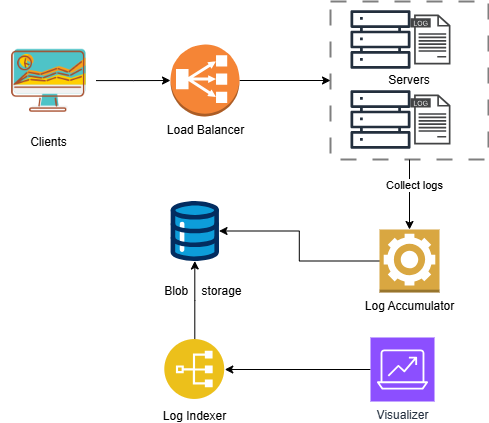 LOG
Servers
LOG
Clients
Load Balancer
Collect logs
Blob storage
Log Accumulator
Log Indexer
Visualizer